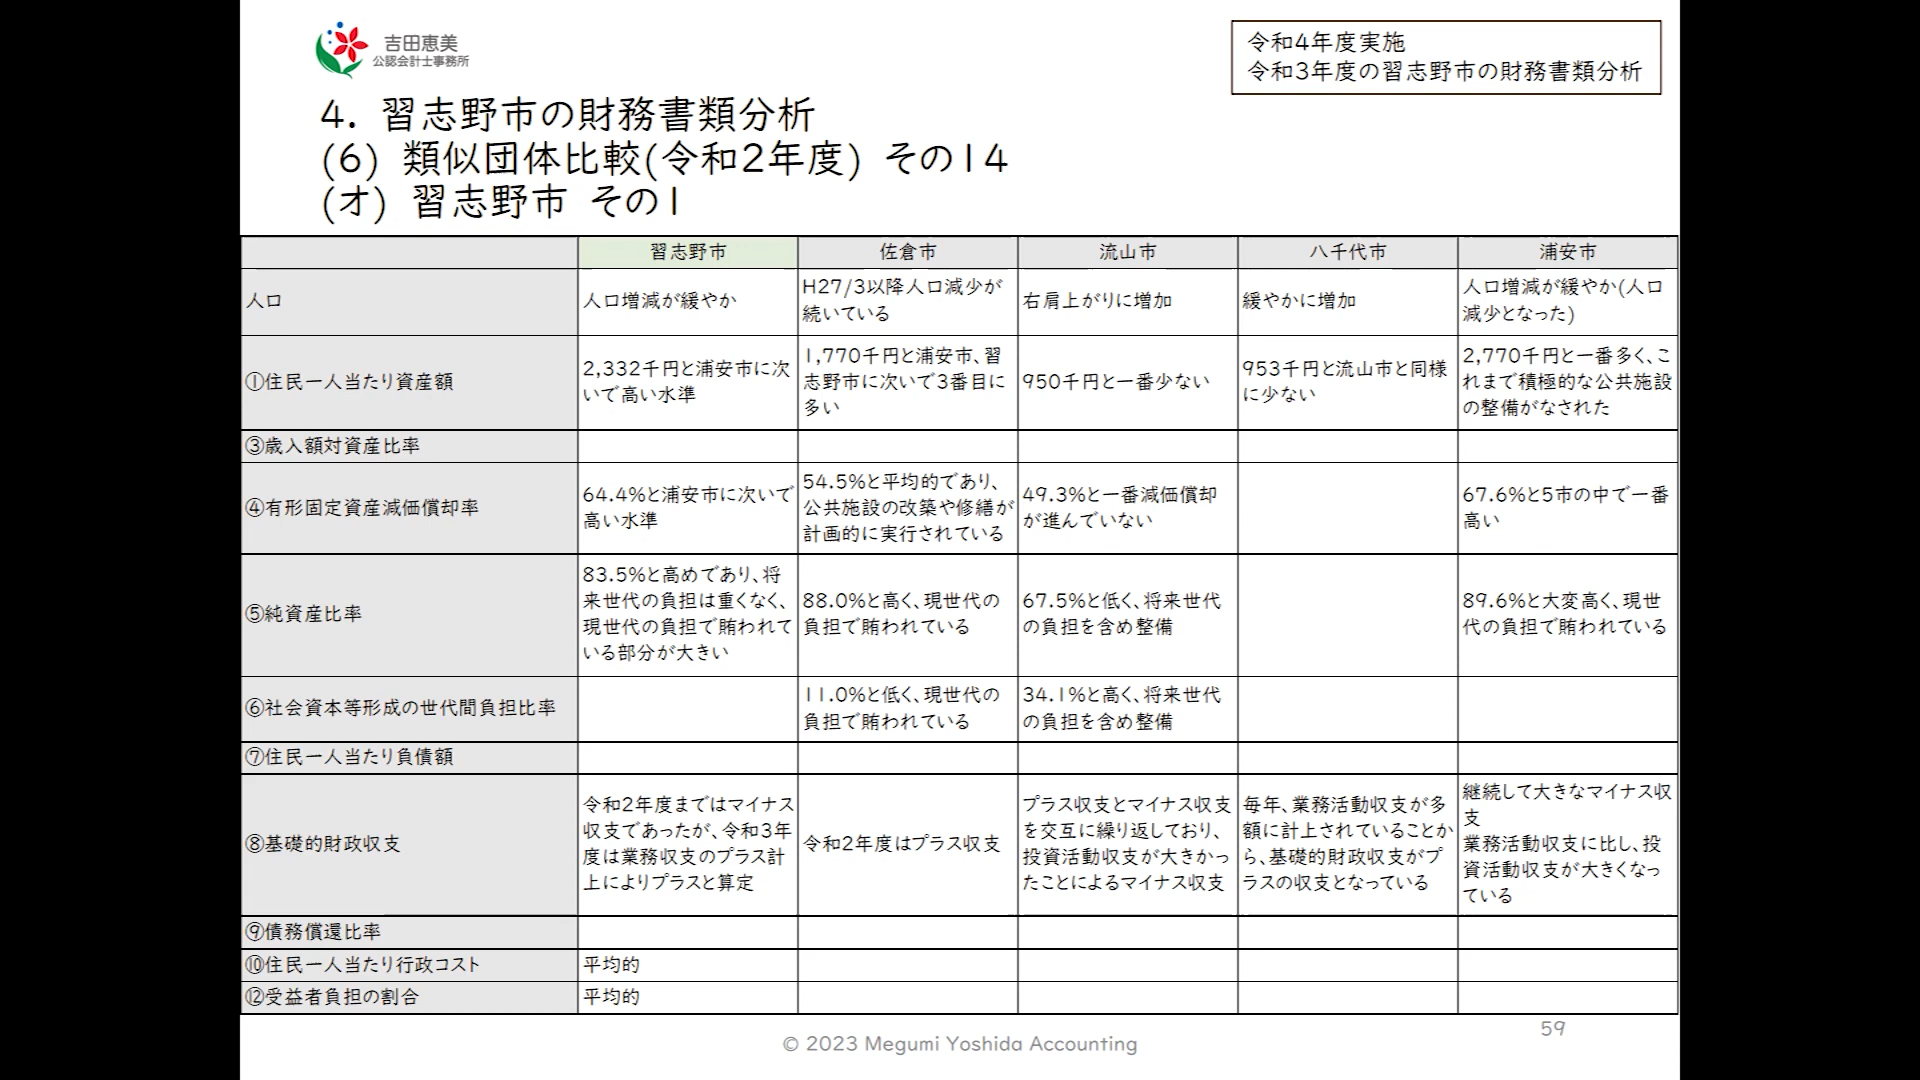 吉田恵美
公認会計士事務所
令和4年度実施
令和3年度の習志野市の財務書類分析
4. 習志野市の財務書類分析
(6) 類似団体比較(令和2年度) その14
(オ) 習志野市 その1
習志野市
佐倉市
流山市
八千代市
浦安市
人口
人口増減が緩やか
H27/3以降人口減少が
続いている
右肩上がりに増加
緩やかに増加
人口増減が緩やか(人口
減少となった)
①住民一人当たり資産額
2,332千円と浦安市に次
いで高い水準
1,770千円と浦安市、習
志野市に次いで3番目に
多い
950千円と一番少ない
953千円と流山市と同様
に少ない
2,770千円と一番多く、こ
れまで積極的な公共施設
の整備がなされた
③歳入額対資産比率
④有形固定資産減価償却率
64.4%と浦安市に次いで
高い水準
54.5%と平均的であり、
公共施設の改築や修繕が
計画的に実行されている
49.3%と一番減価償却
が進んでいない
67.6%と5市の中で一番
高い
⑤純資産比率
83.5%と高めであり、将
来世代の負担は重くなく、
現世代の負担で賄われて
いる部分が大きい
88.0%と高く、現世代の
負担で賄われている
67.5%と低く、将来世代
の負担を含め整備
89.6%と大変高く、現世
代の負担で賄われている
⑥社会資本等形成の世代間負担比率
11.0%と低く、現世代の
負担で賄われている
34.1%と高く、将来世代
の負担を含め整備
⑦住民一人当たり負債額
⑧基礎的財政収支
令和2年度まではマイナス
収支であったが、令和3年
度は業務収支のプラス計
上によりプラスと算定
令和2年度はプラス収支
プラス収支とマイナス収支
を交互に繰り返しており、
投資活動収支が大きかっ
たことによるマイナス収支
毎年、業務活動収支が多
額に計上されていることか
ら、基礎的財政収支がプ
ラスの収支となっている
継続して大きなマイナス収
支
業務活動収支に比し、投
資活動収支が大きくなっ
ている
⑨債務償還比率
⑩住民一人当たり行政コスト
平均的
⑫受益者負担の割合
平均的
© 2023 Megumi Yoshida Accounting
59